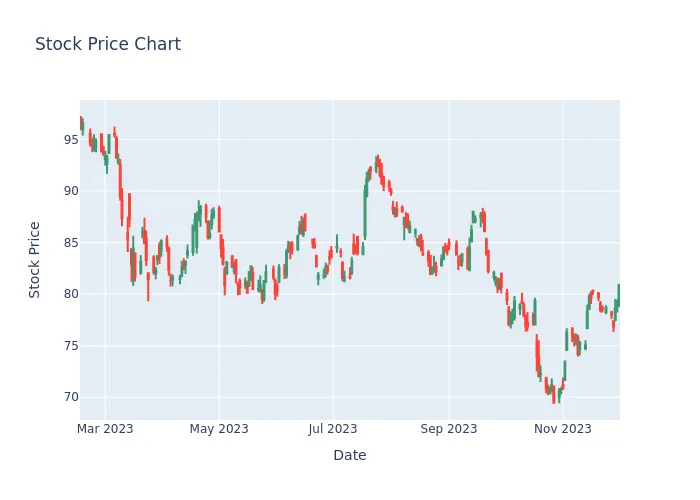 Stock Price Chart
95
90
85
80
75
70
Stock Price
Mar 2023
May 2023
Jul 2023
Sep 2023
Nov 2023
Date